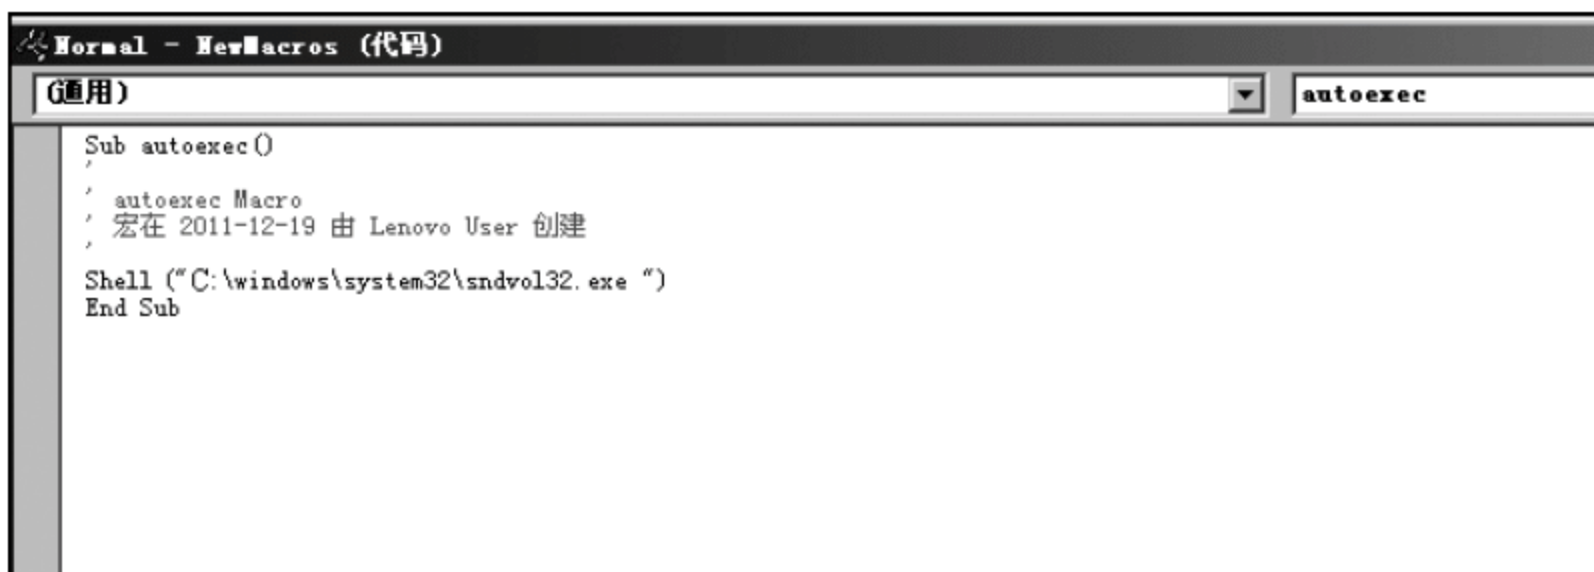 Normal - NewMacros (代码)
(通用)
autoexec
Sub autoexec()
'
' autoexec Macro
' 宏在 2011-12-19 由 Lenovo User 创建
'
Shell ("C:\windows\system32\sndvol32.exe ")
End Sub